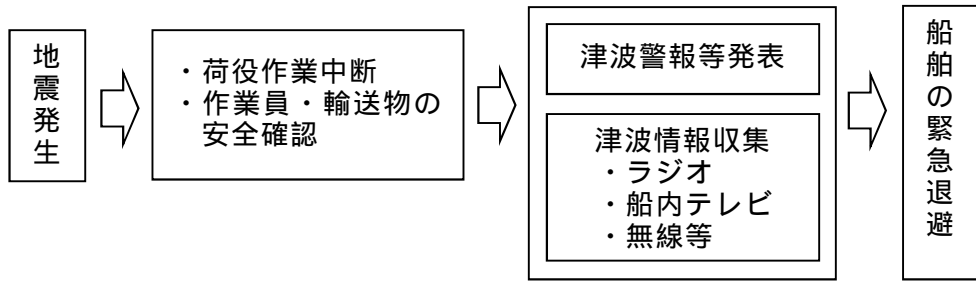 地震発生
・荷役作業中断
・作業員・輸送物の
安全確認
津波警報等発表
津波情報収集
・ラジオ
・船内テレビ
・無線等
船舶の緊急退避